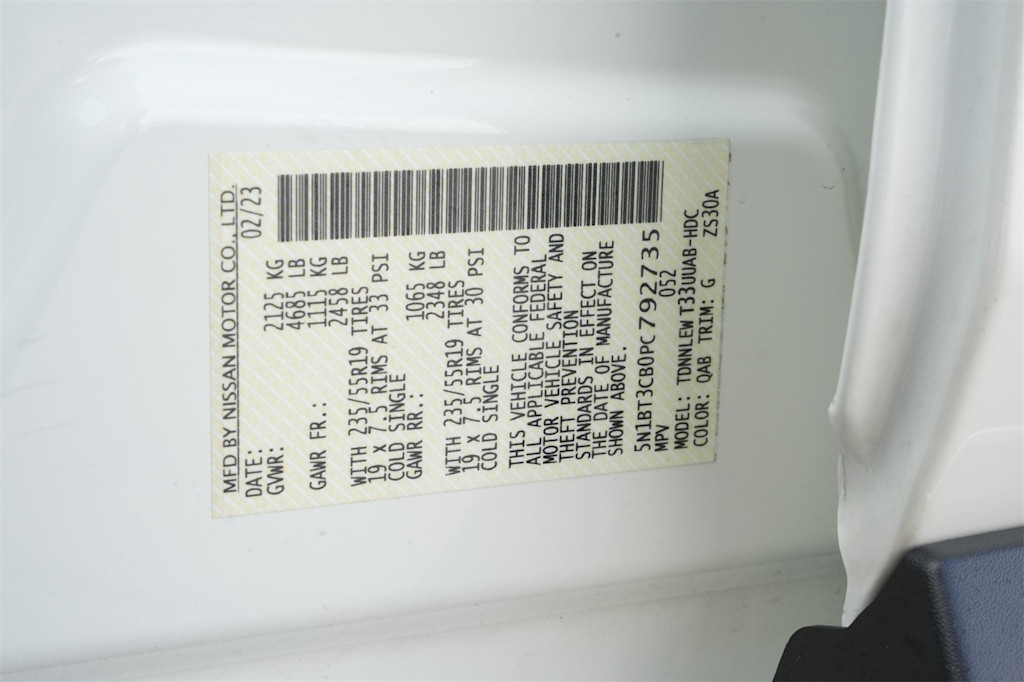 MFD BY NISSAN MOTOR CO., LTD.
DATE: 02/23
GVWR: 2125 KG
4685 LB
GAWR FR.: 1115 KG
2458 LB
WITH 235/55R19 TIRES
19 X 7.5 RIMS AT 33 PSI
COLD SINGLE
GAWR RR.: 1065 KG
2348 LB
WITH 235/55R19 TIRES
19 X 7.5 RIMS AT 30 PSI
COLD SINGLE
THIS VEHICLE CONFORMS TO
ALL APPLICABLE FEDERAL
MOTOR VEHICLE SAFETY AND
THEFT PREVENTION
STANDARDS IN EFFECT ON
THE DATE OF MANUFACTURE
SHOWN ABOVE.
5N1BT3CB0PC792735
MPV 052
MODEL: TDNNLEW T33UUAB-HDC
COLOR: QAB TRIM: G ZS30A